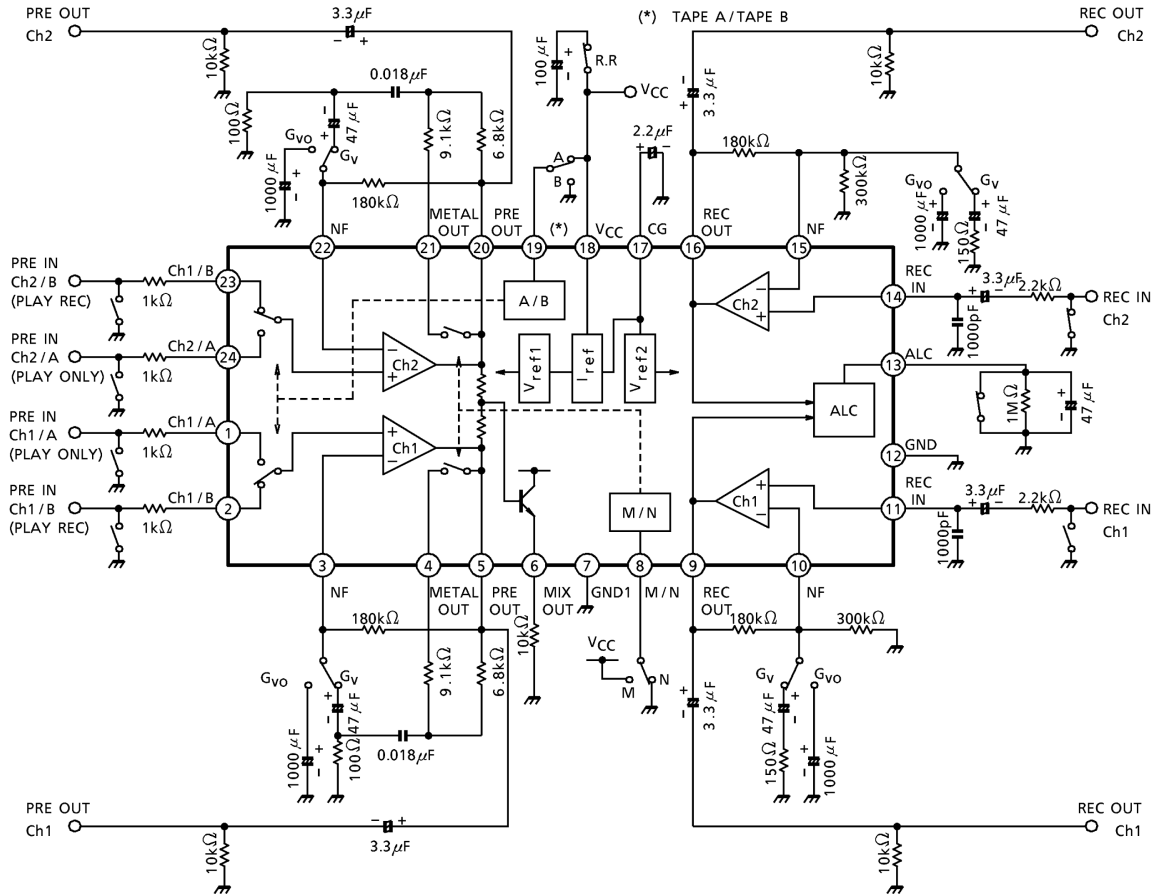 PRE OUT
Ch2
3.3μF
− +
(*) TAPE A/TAPE B
REC OUT
Ch2
10kΩ
100μF
+
−
R.R
VCC
−
+
3.3μF
10kΩ
0.018μF
100Ω
−
+
47μF
GVO
GV
1000μF
+
−
9.1kΩ
6.8kΩ
180kΩ
A
B
2.2μF
+ −
180kΩ
300kΩ
GVO
GV
1000μF
+
−
150Ω
+
−
47μF
NF
METAL
OUT
PRE
OUT
(*)
VCC
CG
REC
OUT
NF
22
21
20
19
18
17
16
15
PRE IN
Ch2/B
(PLAY REC)
1kΩ
Ch1/B
23
PRE IN
Ch2/A
(PLAY ONLY)
1kΩ
Ch2/A
24
PRE IN
Ch1/A
(PLAY ONLY)
1kΩ
Ch1/A
1
PRE IN
Ch1/B
(PLAY REC)
1kΩ
Ch1/B
2
A/B
−
+
Ch2
+
−
Ch1
Vref1
Iref
Vref2
M/N
Ch2
−
+
ALC
Ch1
+
−
REC
IN
14
3.3μF
+ −
2.2kΩ
1000pF
REC IN
Ch2
ALC
13
1MΩ
+
−
47μF
GND
12
REC
IN
11
3.3μF
+ −
2.2kΩ
1000pF
REC IN
Ch1
3
4
5
6
7
8
9
10
NF
METAL
OUT
PRE
OUT
MIX
OUT
GND1
M/N
REC
OUT
NF
180kΩ
10kΩ
VCC
M
N
180kΩ
300kΩ
GVO
GV
+
−
47μF
1000μF
+
−
100Ω
9.1kΩ
6.8kΩ
0.018μF
+
−
3.3μF
GV
GVO
47μF
+
−
150Ω
+
−
1000μF
PRE OUT
Ch1
10kΩ
− +
3.3μF
10kΩ
REC OUT
Ch1